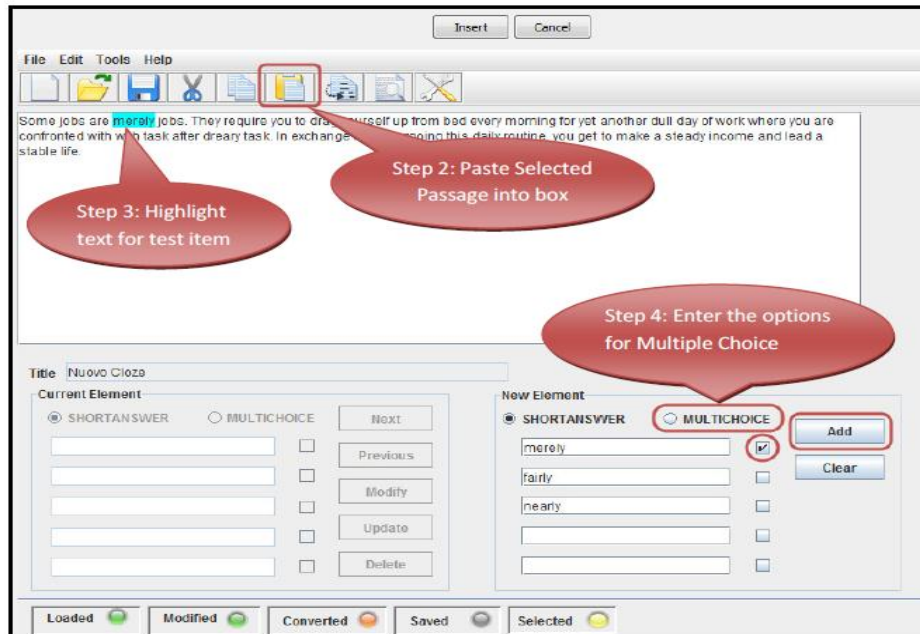 Insert Cancel
File Edit Tools Help
Some jobs are merely jobs. They require you to dra urself up from bed every morning for yet another dull day of work where you are
confronted with with task after dreary task. In exchange going this daily routine, you get to make a steady income and lead a
stable life.
Step 2: Paste Selected
Passage into box
Step 3: Highlight
text for test item
Step 4: Enter the options
for Multiple Choice
Title Nuovo Cloze
Current Element
SHORTANSWER MULTICHOICE Next
Previous
Modify
Update
Delete
New Element
SHORTANSWER MULTICHOICE Add
merely
fairly Clear
nearly
Loaded Modified Converted Saved Selected